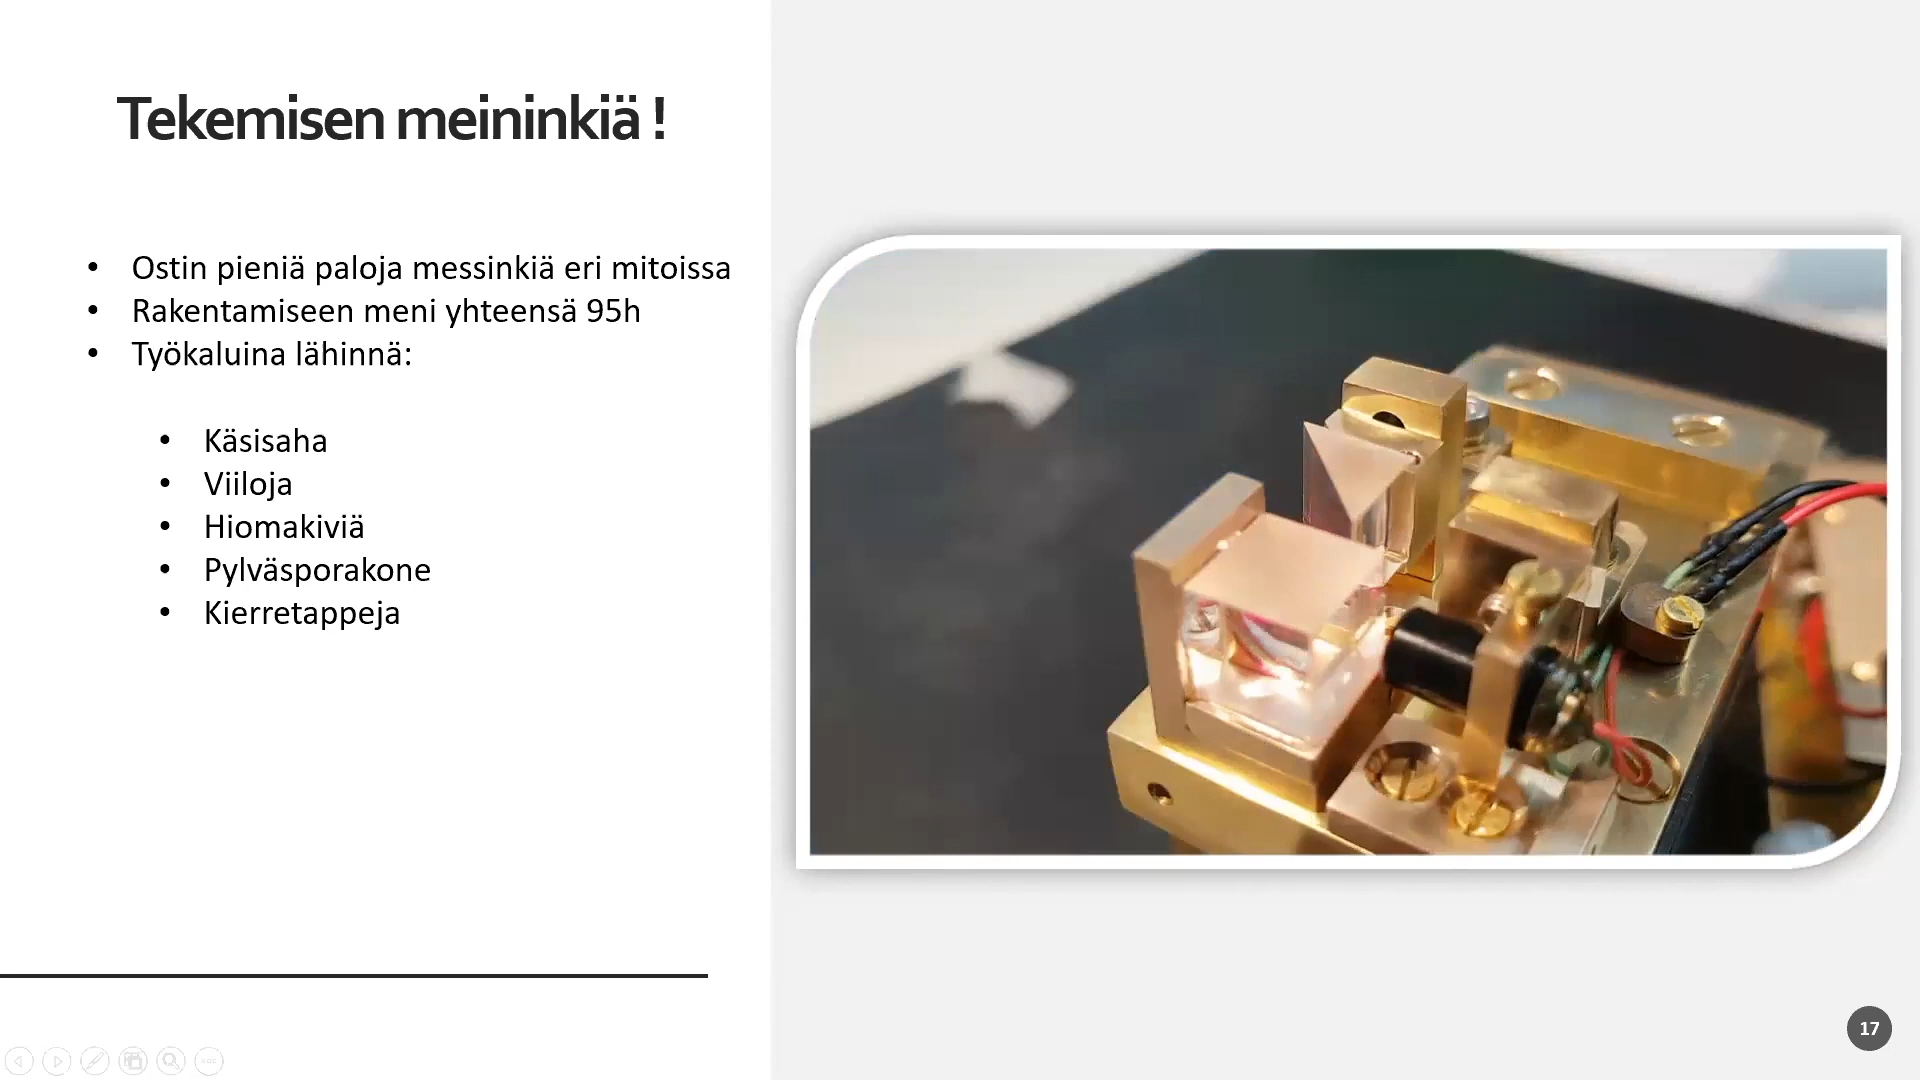 Tekemisen meininkiä !
• Ostin pieniä paloja messinkiä eri mitoissa
• Rakentamiseen meni yhteensä 95h
• Työkaluina lähinnä:
• Käsisaha
• Viiloja
• Hiomakiviä
• Pylväsporakone
• Kierretappeja
17